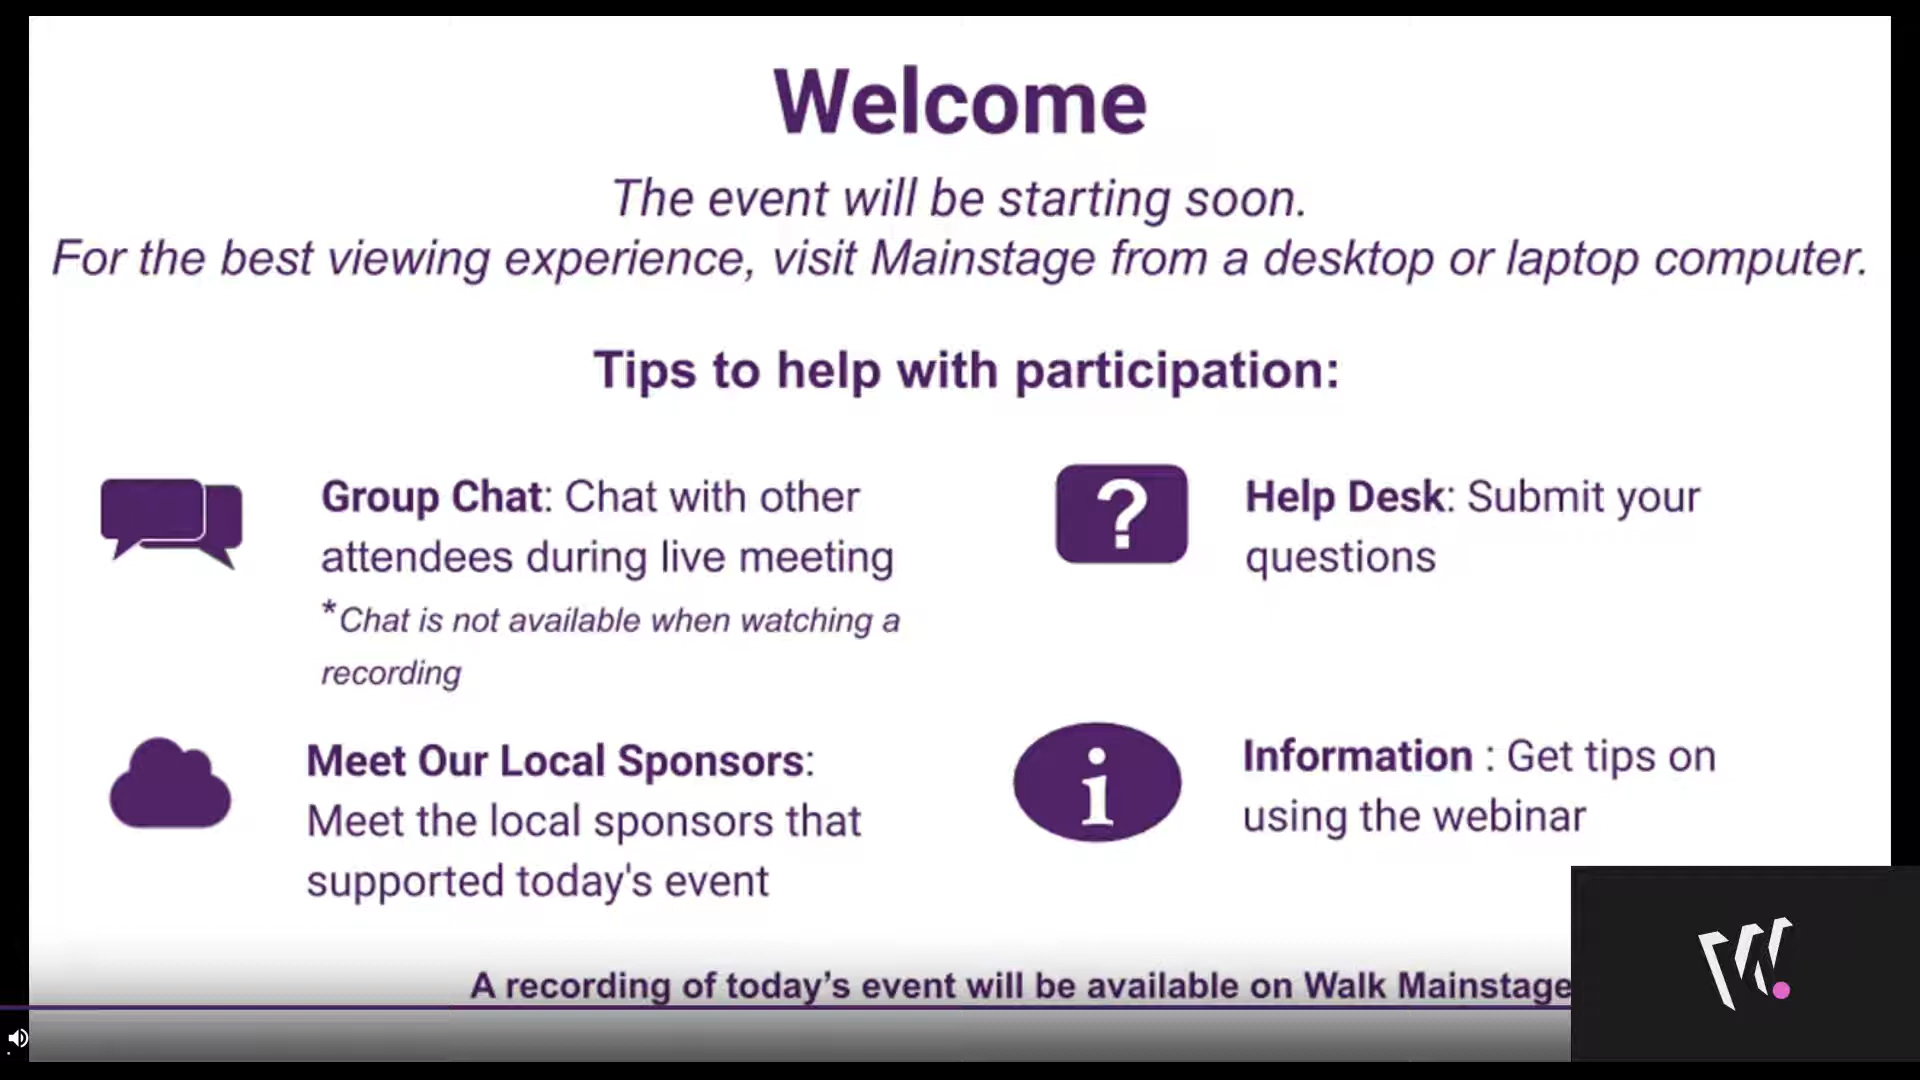 Welcome
The event will be starting soon.
For the best viewing experience, visit Mainstage from a desktop or laptop computer.
Tips to help with participation:
Group Chat: Chat with other
attendees during live meeting
*Chat is not available when watching a
recording
?
Help Desk: Submit your
questions
Meet Our Local Sponsors:
Meet the local sponsors that
supported today's event
i
Information : Get tips on
using the webinar
A recording of today’s event will be available on Walk Mainstage
W.